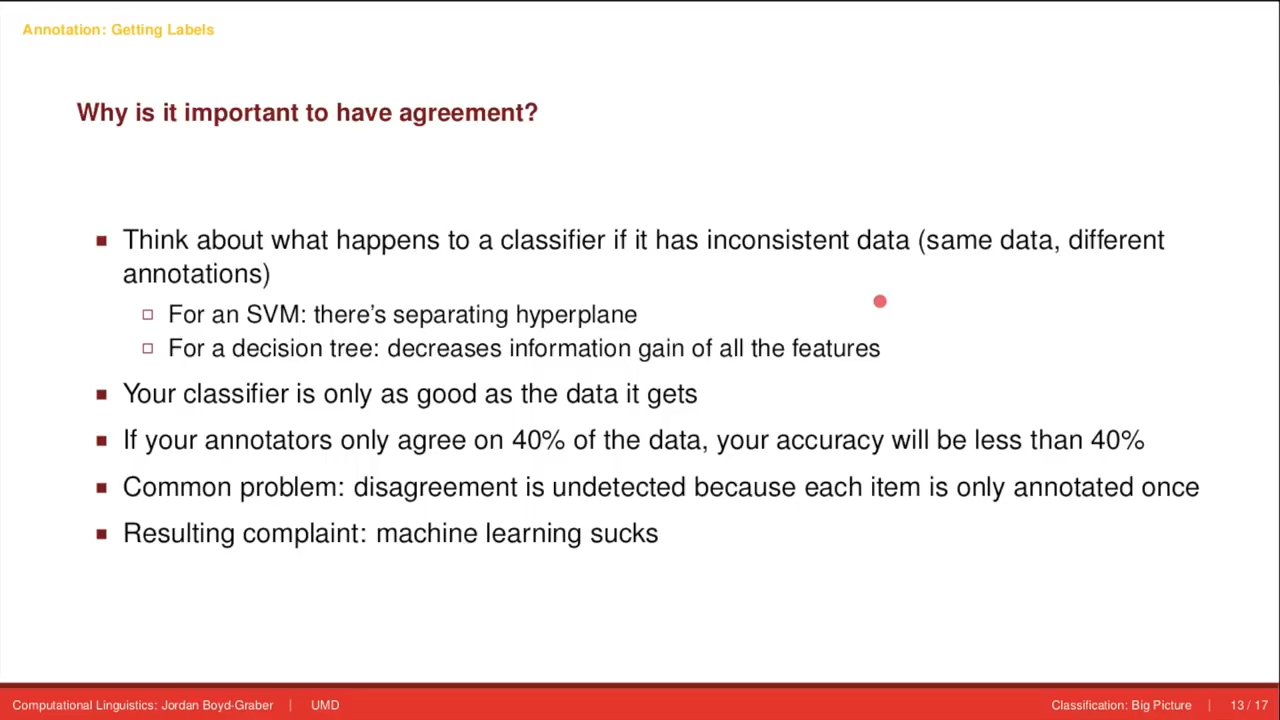 Annotation: Getting Labels
Why is it important to have agreement?
Think about what happens to a classifier if it has inconsistent data (same data, different
annotations)
For an SVM: there's separating hyperplane
For a decision tree: decreases information gain of all the features
Your classifier is only as good as the data it gets
If your annotators only agree on 40% of the data, your accuracy will be less than 40%
Common problem: disagreement is undetected because each item is only annotated once
Resulting complaint: machine learning sucks
Computational Linguistics: Jordan Boyd-Graber | UMD Classification: Big Picture | 13 / 17